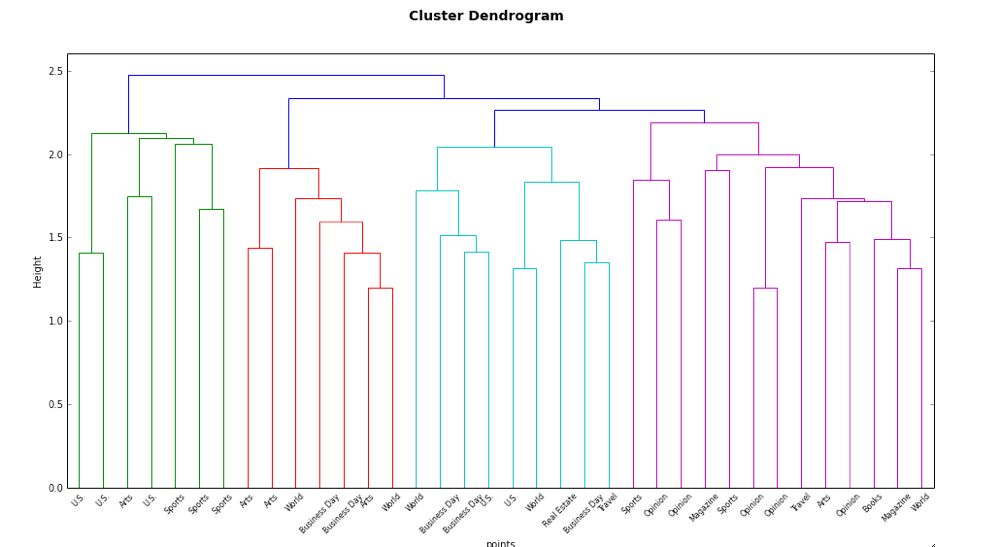 Cluster Dendrogram
2.5
2.0
1.5
1.0
0.5
0.0
Height
U.S.
U.S.
Arts
U.S.
Sports
Sports
Sports
Arts
Arts
World
Business Day
Business Day
Arts
World
World
Business Day
Business Day
U.S.
U.S.
World
Real Estate
Business Day
Travel
Sports
Opinion
Opinion
Magazine
Sports
Opinion
Opinion
Travel
Arts
Opinion
Books
Magazine
World
points